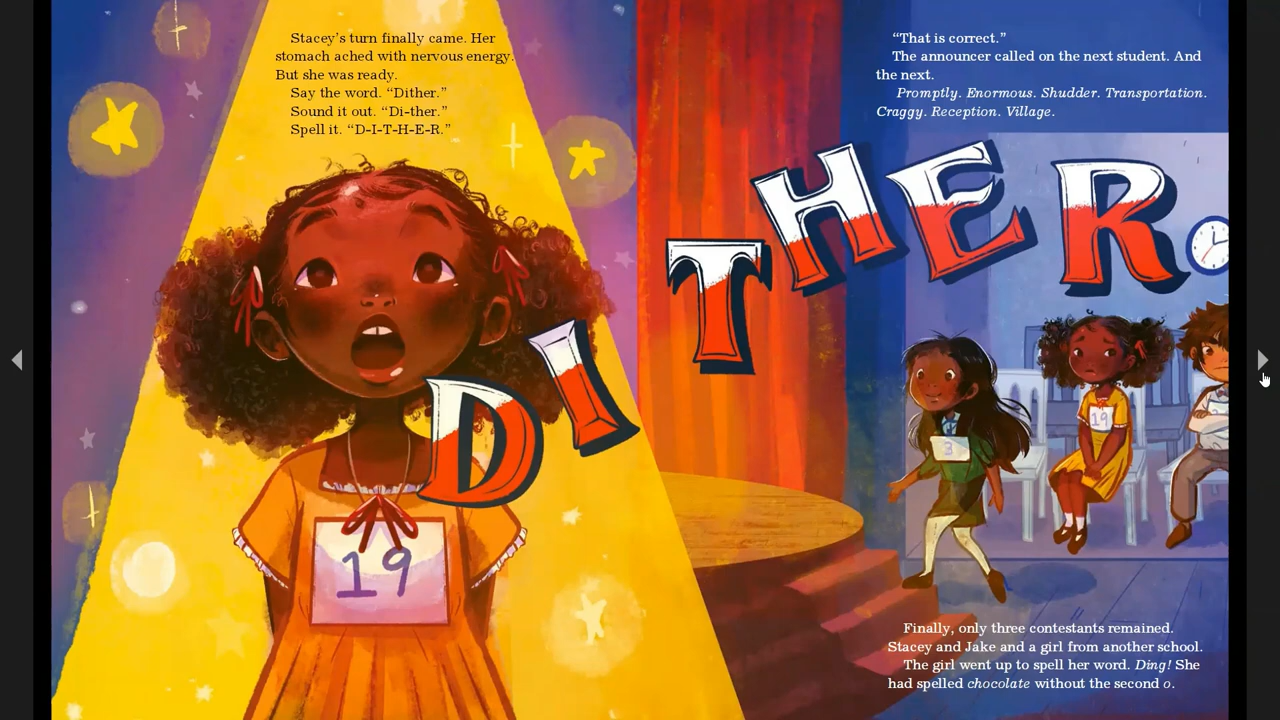 Stacey’s turn finally came. Her
stomach ached with nervous energy.
But she was ready.
Say the word. “Dither.”
Sound it out. “Di-ther.”
Spell it. “D-I-T-H-E-R.”
“That is correct.”
The announcer called on the next student. And
the next.
Promptly. Enormous. Shudder. Transportation.
Craggy. Reception. Village.
DITHER.
19
3
19
Finally, only three contestants remained.
Stacey and Jake and a girl from another school.
The girl went up to spell her word. Ding! She
had spelled chocolate without the second o.